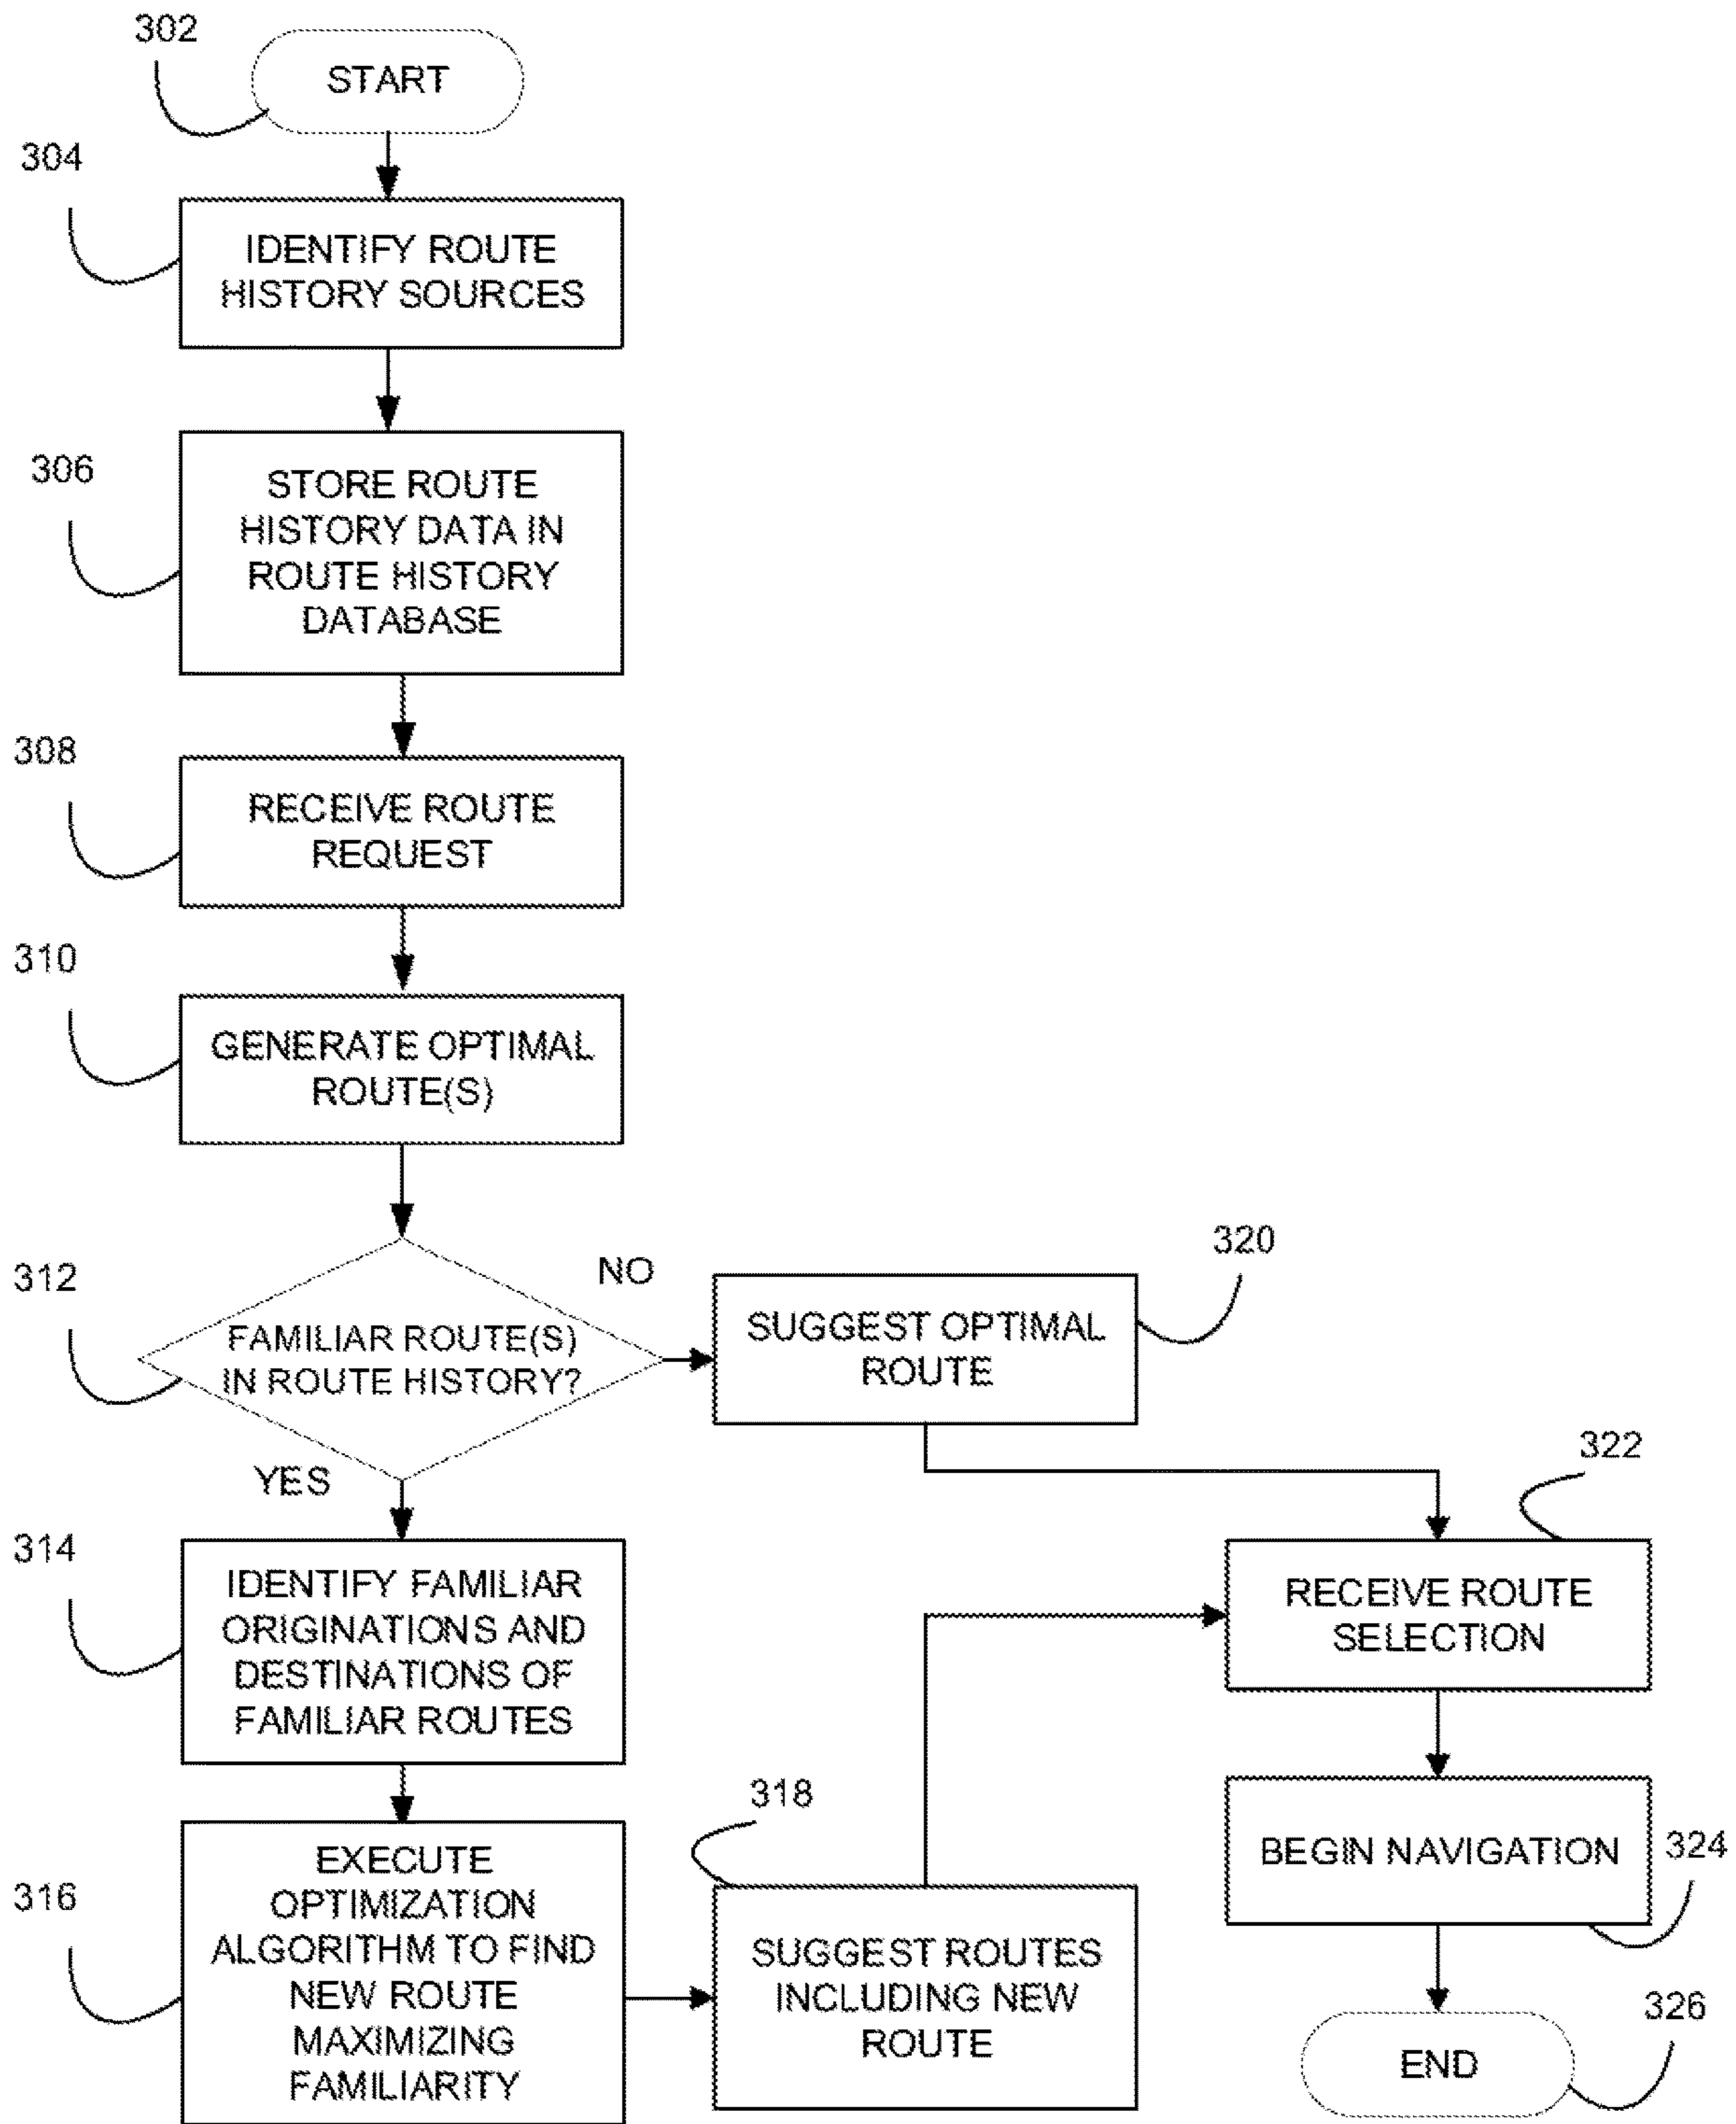 302
START
304
IDENTIFY ROUTE
HISTORY SOURCES
306
STORE ROUTE
HISTORY DATA IN
ROUTE HISTORY
DATABASE
308
RECEIVE ROUTE
REQUEST
310
GENERATE OPTIMAL
ROUTE(S)
312
FAMILIAR ROUTE(S)
IN ROUTE HISTORY?
NO
320
SUGGEST OPTIMAL
ROUTE
YES
314
IDENTIFY FAMILIAR
ORIGINATIONS AND
DESTINATIONS OF
FAMILIAR ROUTES
316
EXECUTE
OPTIMIZATION
ALGORITHM TO FIND
NEW ROUTE
MAXIMIZING
FAMILIARITY
318
SUGGEST ROUTES
INCLUDING NEW
ROUTE
322
RECEIVE ROUTE
SELECTION
BEGIN NAVIGATION
324
END
326